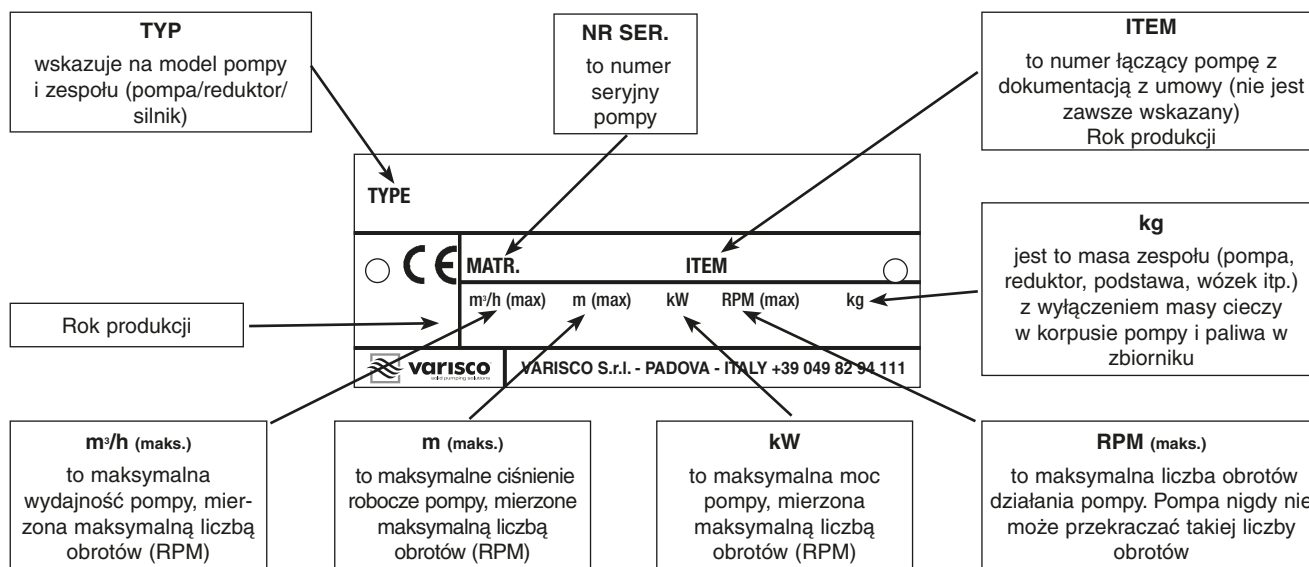 TYP
wskazuje na model pompy
i zespołu (pompa/reduktor/
silnik)
NR SER.
to numer
seryjny
pompy
ITEM
to numer łączący pompę z
dokumentacją z umowy (nie jest
zawsze wskazany)
Rok produkcji
TYPE
CE
MATR.
ITEM
m³/h (max)
m (max)
kW
RPM (max)
kg
varisco
solid pumping solutions
VARISCO S.r.l. - PADOVA - ITALY +39 049 82 94 111
Rok produkcji
kg
jest to masa zespołu (pompa,
reduktor, podstawa, wózek itp.)
z wyłączeniem masy cieczy
w korpusie pompy i paliwa w
zbiorniku
m³/h (maks.)
to maksymalna
wydajność pompy, mier-
zona maksymalną liczbą
obrotów (RPM)
m (maks.)
to maksymalne ciśnienie
robocze pompy, mierzone
maksymalną liczbą
obrotów (RPM)
kW
to maksymalna moc
pompy, mierzona
maksymalną liczbą
obrotów (RPM)
RPM (maks.)
to maksymalna liczba obrotów
działania pompy. Pompa nigdy nie
może przekraczać takiej liczby
obrotów